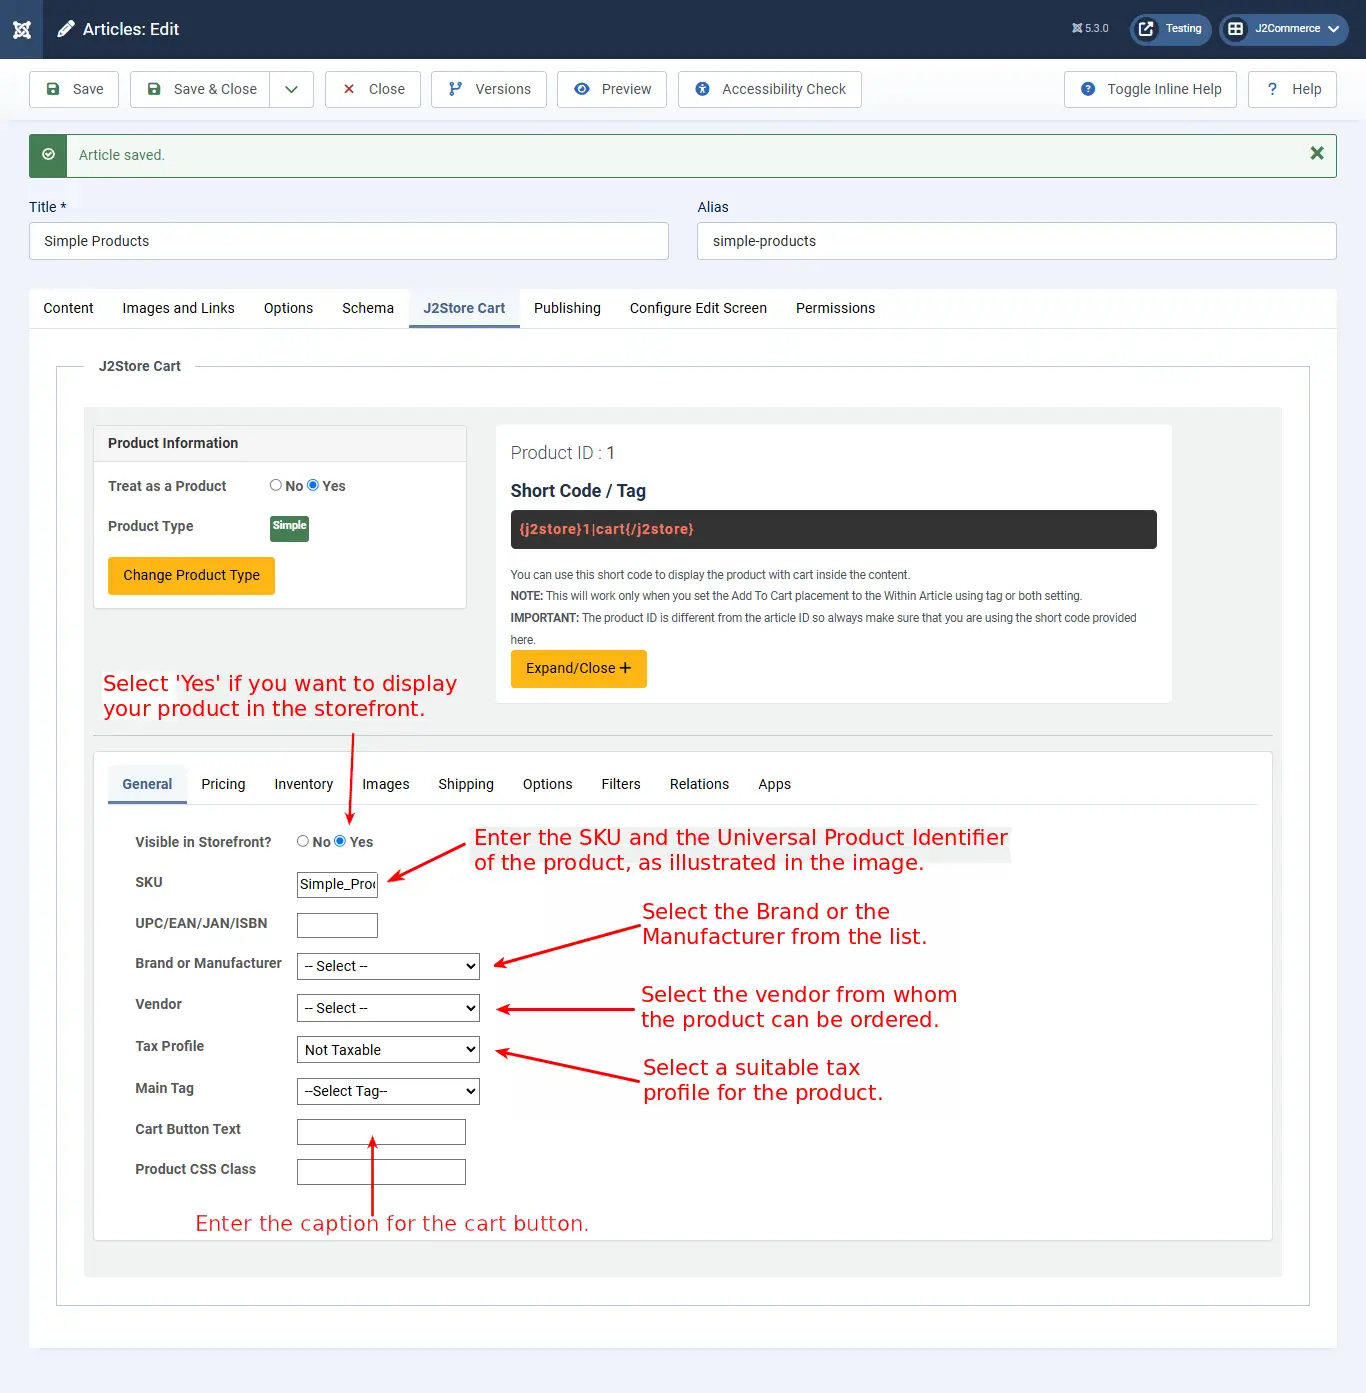 Articles: Edit
5.3.0
Testing
J2Commerce
Save
Save & Close
Close
Versions
Preview
Accessibility Check
Toggle Inline Help
? Help
Article saved.
Title *
Alias
Simple Products
simple-products
Content
Images and Links
Options
Schema
J2Store Cart
Publishing
Configure Edit Screen
Permissions
J2Store Cart
Product Information
Treat as a Product
No Yes
Product Type
Simple
Change Product Type
Product ID : 1
Short Code / Tag
{j2store}1|cart{/j2store}
You can use this short code to display the product with cart inside the content.
NOTE: This will work only when you set the Add To Cart placement to the Within Article using tag or both setting.
IMPORTANT: The product ID is different from the article ID so always make sure that you are using the short code provided
here.
Expand/Close +
Select 'Yes' if you want to display
your product in the storefront.
General
Pricing
Inventory
Images
Shipping
Options
Filters
Relations
Apps
Visible in Storefront?
No Yes
Enter the SKU and the Universal Product Identifier
of the product, as illustrated in the image.
SKU
Simple_Prod
UPC/EAN/JAN/ISBN
Select the Brand or the
Manufacturer from the list.
Brand or Manufacturer
-- Select --
Vendor
-- Select --
Select the vendor from whom
the product can be ordered.
Tax Profile
Not Taxable
Select a suitable tax
profile for the product.
Main Tag
--Select Tag--
Cart Button Text
Product CSS Class
Enter the caption for the cart button.